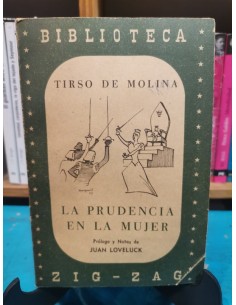 BIBLIOTECA
TIRSO DE MOLINA
LA PRUDENCIA
EN LA MUJER
Prólogo y Notas de
JUAN LOVELUCK
ZIG-ZAG